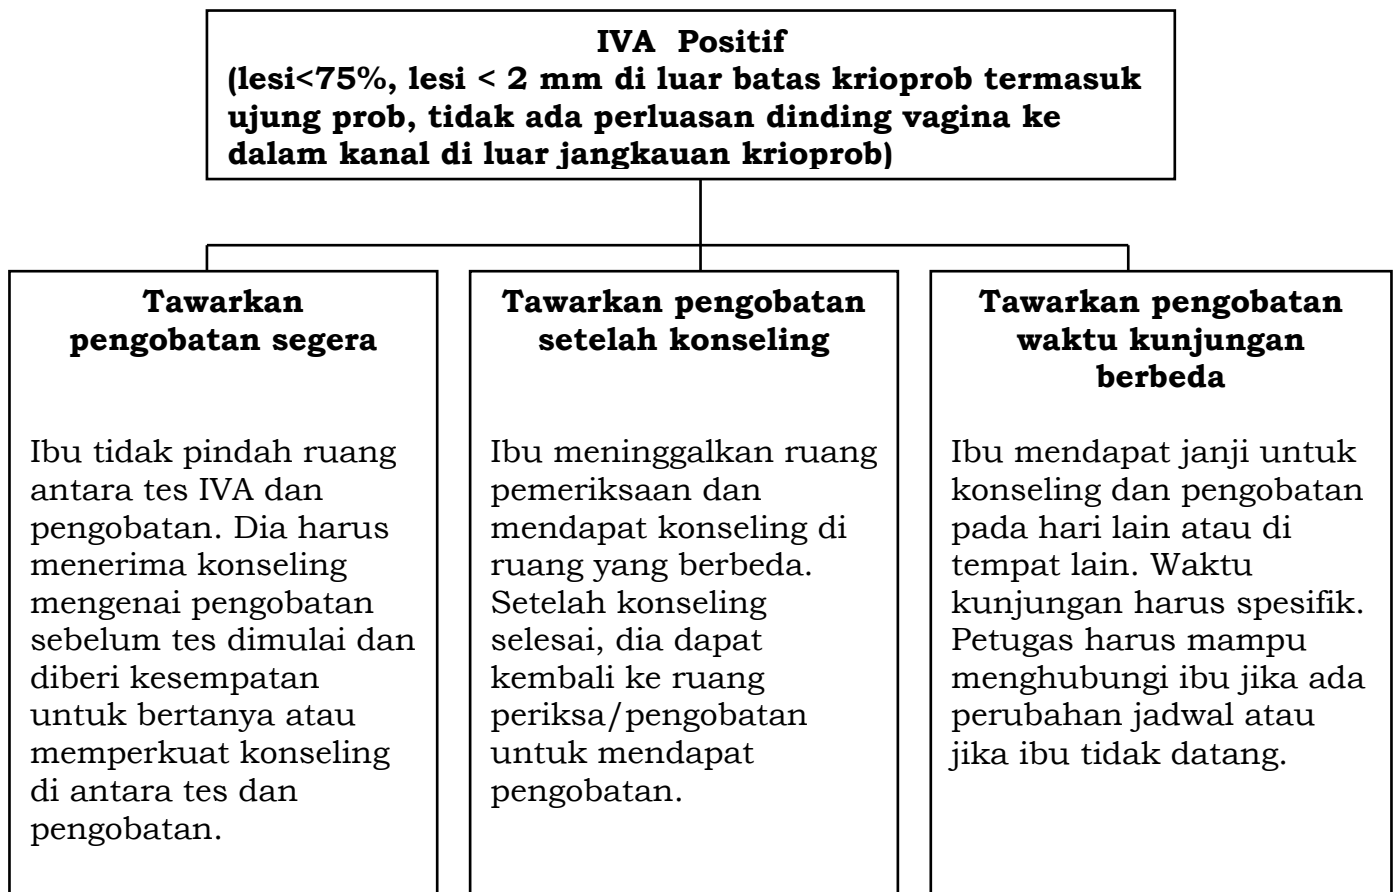 IVA Positif
(lesi<75%, lesi < 2 mm di luar batas krioprob termasuk
ujung prob, tidak ada perluasan dinding vagina ke
dalam kanal di luar jangkauan krioprob)
Tawarkan
pengobatan segera
Ibu tidak pindah ruang
antara tes IVA dan
pengobatan. Dia harus
menerima konseling
mengenai pengobatan
sebelum tes dimulai dan
diberi kesempatan
untuk bertanya atau
memperkuat konseling
di antara tes dan
pengobatan.
Tawarkan pengobatan
setelah konseling
Ibu meninggalkan ruang
pemeriksaan dan
mendapat konseling di
ruang yang berbeda.
Setelah konseling
selesai, dia dapat
kembali ke ruang
periksa/pengobatan
untuk mendapat
pengobatan.
Tawarkan pengobatan
waktu kunjungan
berbeda
Ibu mendapat janji untuk
konseling dan pengobatan
pada hari lain atau di
tempat lain. Waktu
kunjungan harus spesifik.
Petugas harus mampu
menghubungi ibu jika ada
perubahan jadwal atau
jika ibu tidak datang.